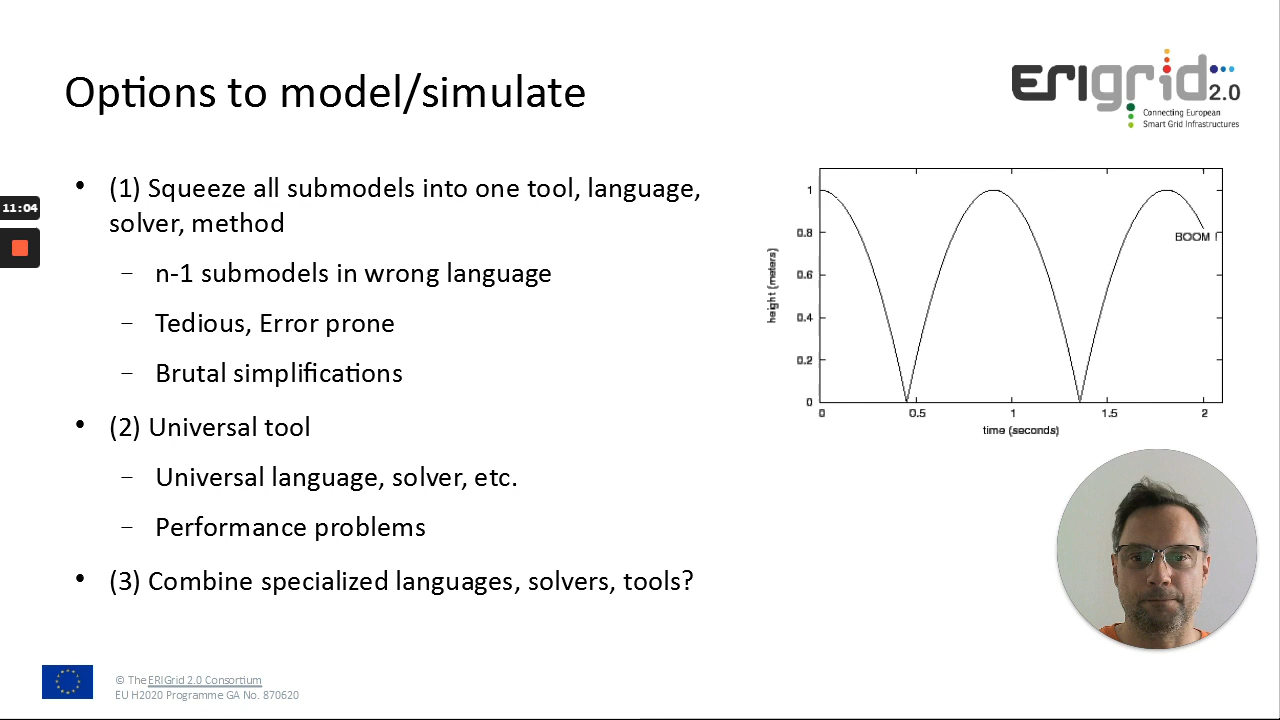 Options to model/simulate
ERIgrid 2.0
Connecting European
Smart Grid Infrastructures
11:04
• (1) Squeeze all submodels into one tool, language,
solver, method
– n-1 submodels in wrong language
– Tedious, Error prone
– Brutal simplifications
• (2) Universal tool
– Universal language, solver, etc.
– Performance problems
• (3) Combine specialized languages, solvers, tools?
1
0.8
0.6
0.4
0.2
0
height (meters)
BOOM !
0 0.5 1 1.5 2
time (seconds)
© The ERIGrid 2.0 Consortium
EU H2020 Programme GA No. 870620